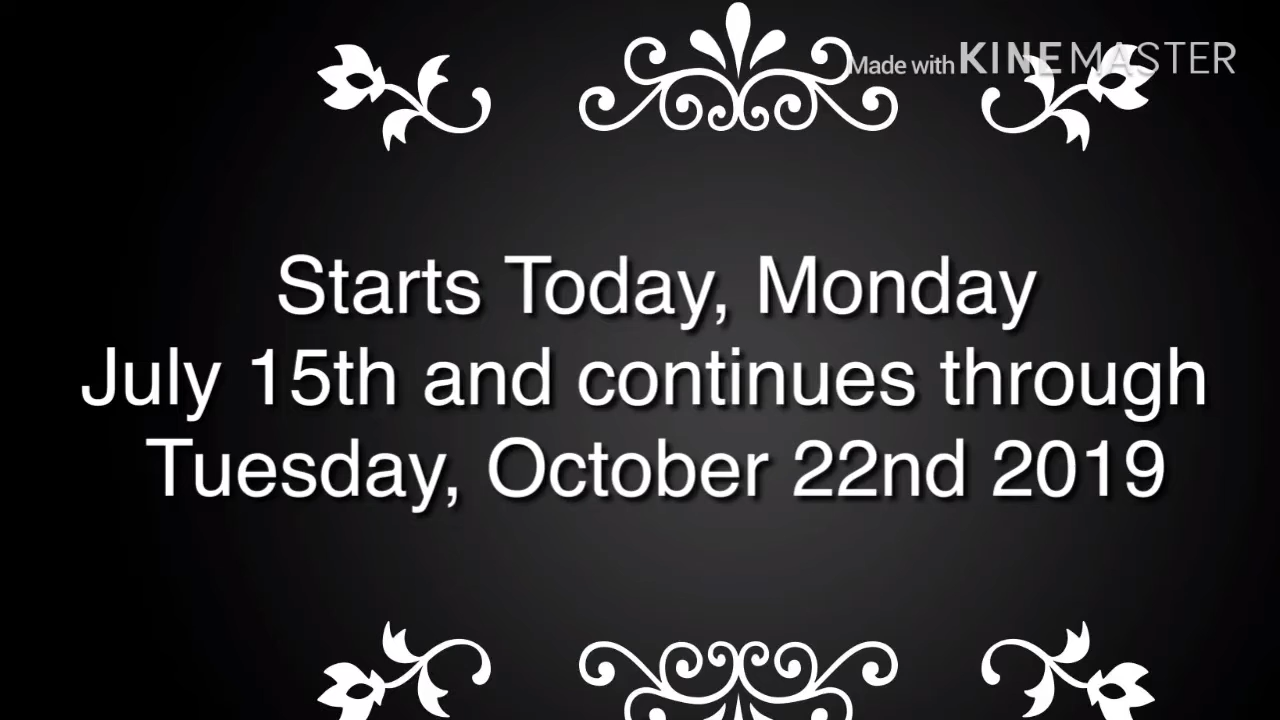 Made with KINEMASTER
Starts Today, Monday
July 15th and continues through
Tuesday, October 22nd 2019